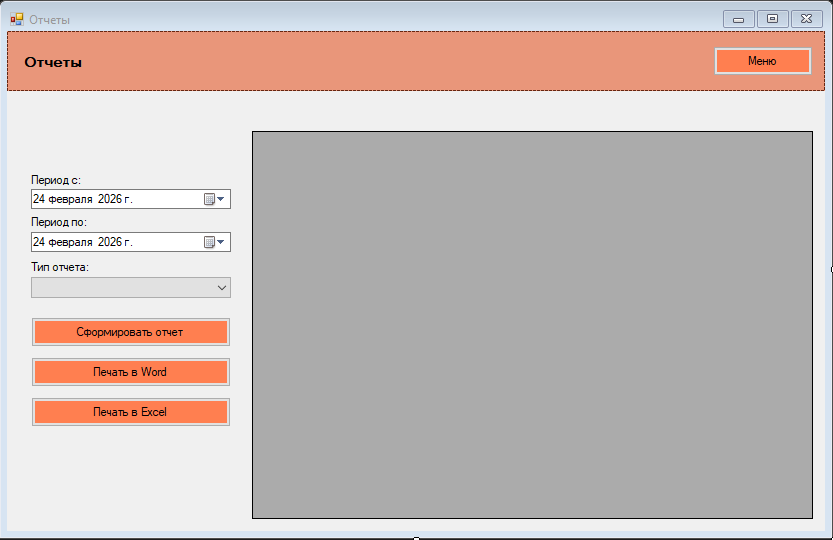 Отчеты
Отчеты
Меню
Период с:
24 февраля 2026 г.
Период по:
24 февраля 2026 г.
Тип отчета:
Сформировать отчет
Печать в Word
Печать в Excel